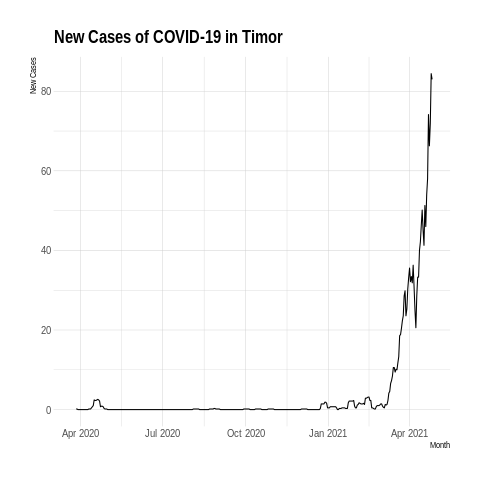 New Cases of COVID-19 in Timor
New Cases
80
60
40
20
0
Apr 2020 Jul 2020 Oct 2020 Jan 2021 Apr 2021
Month